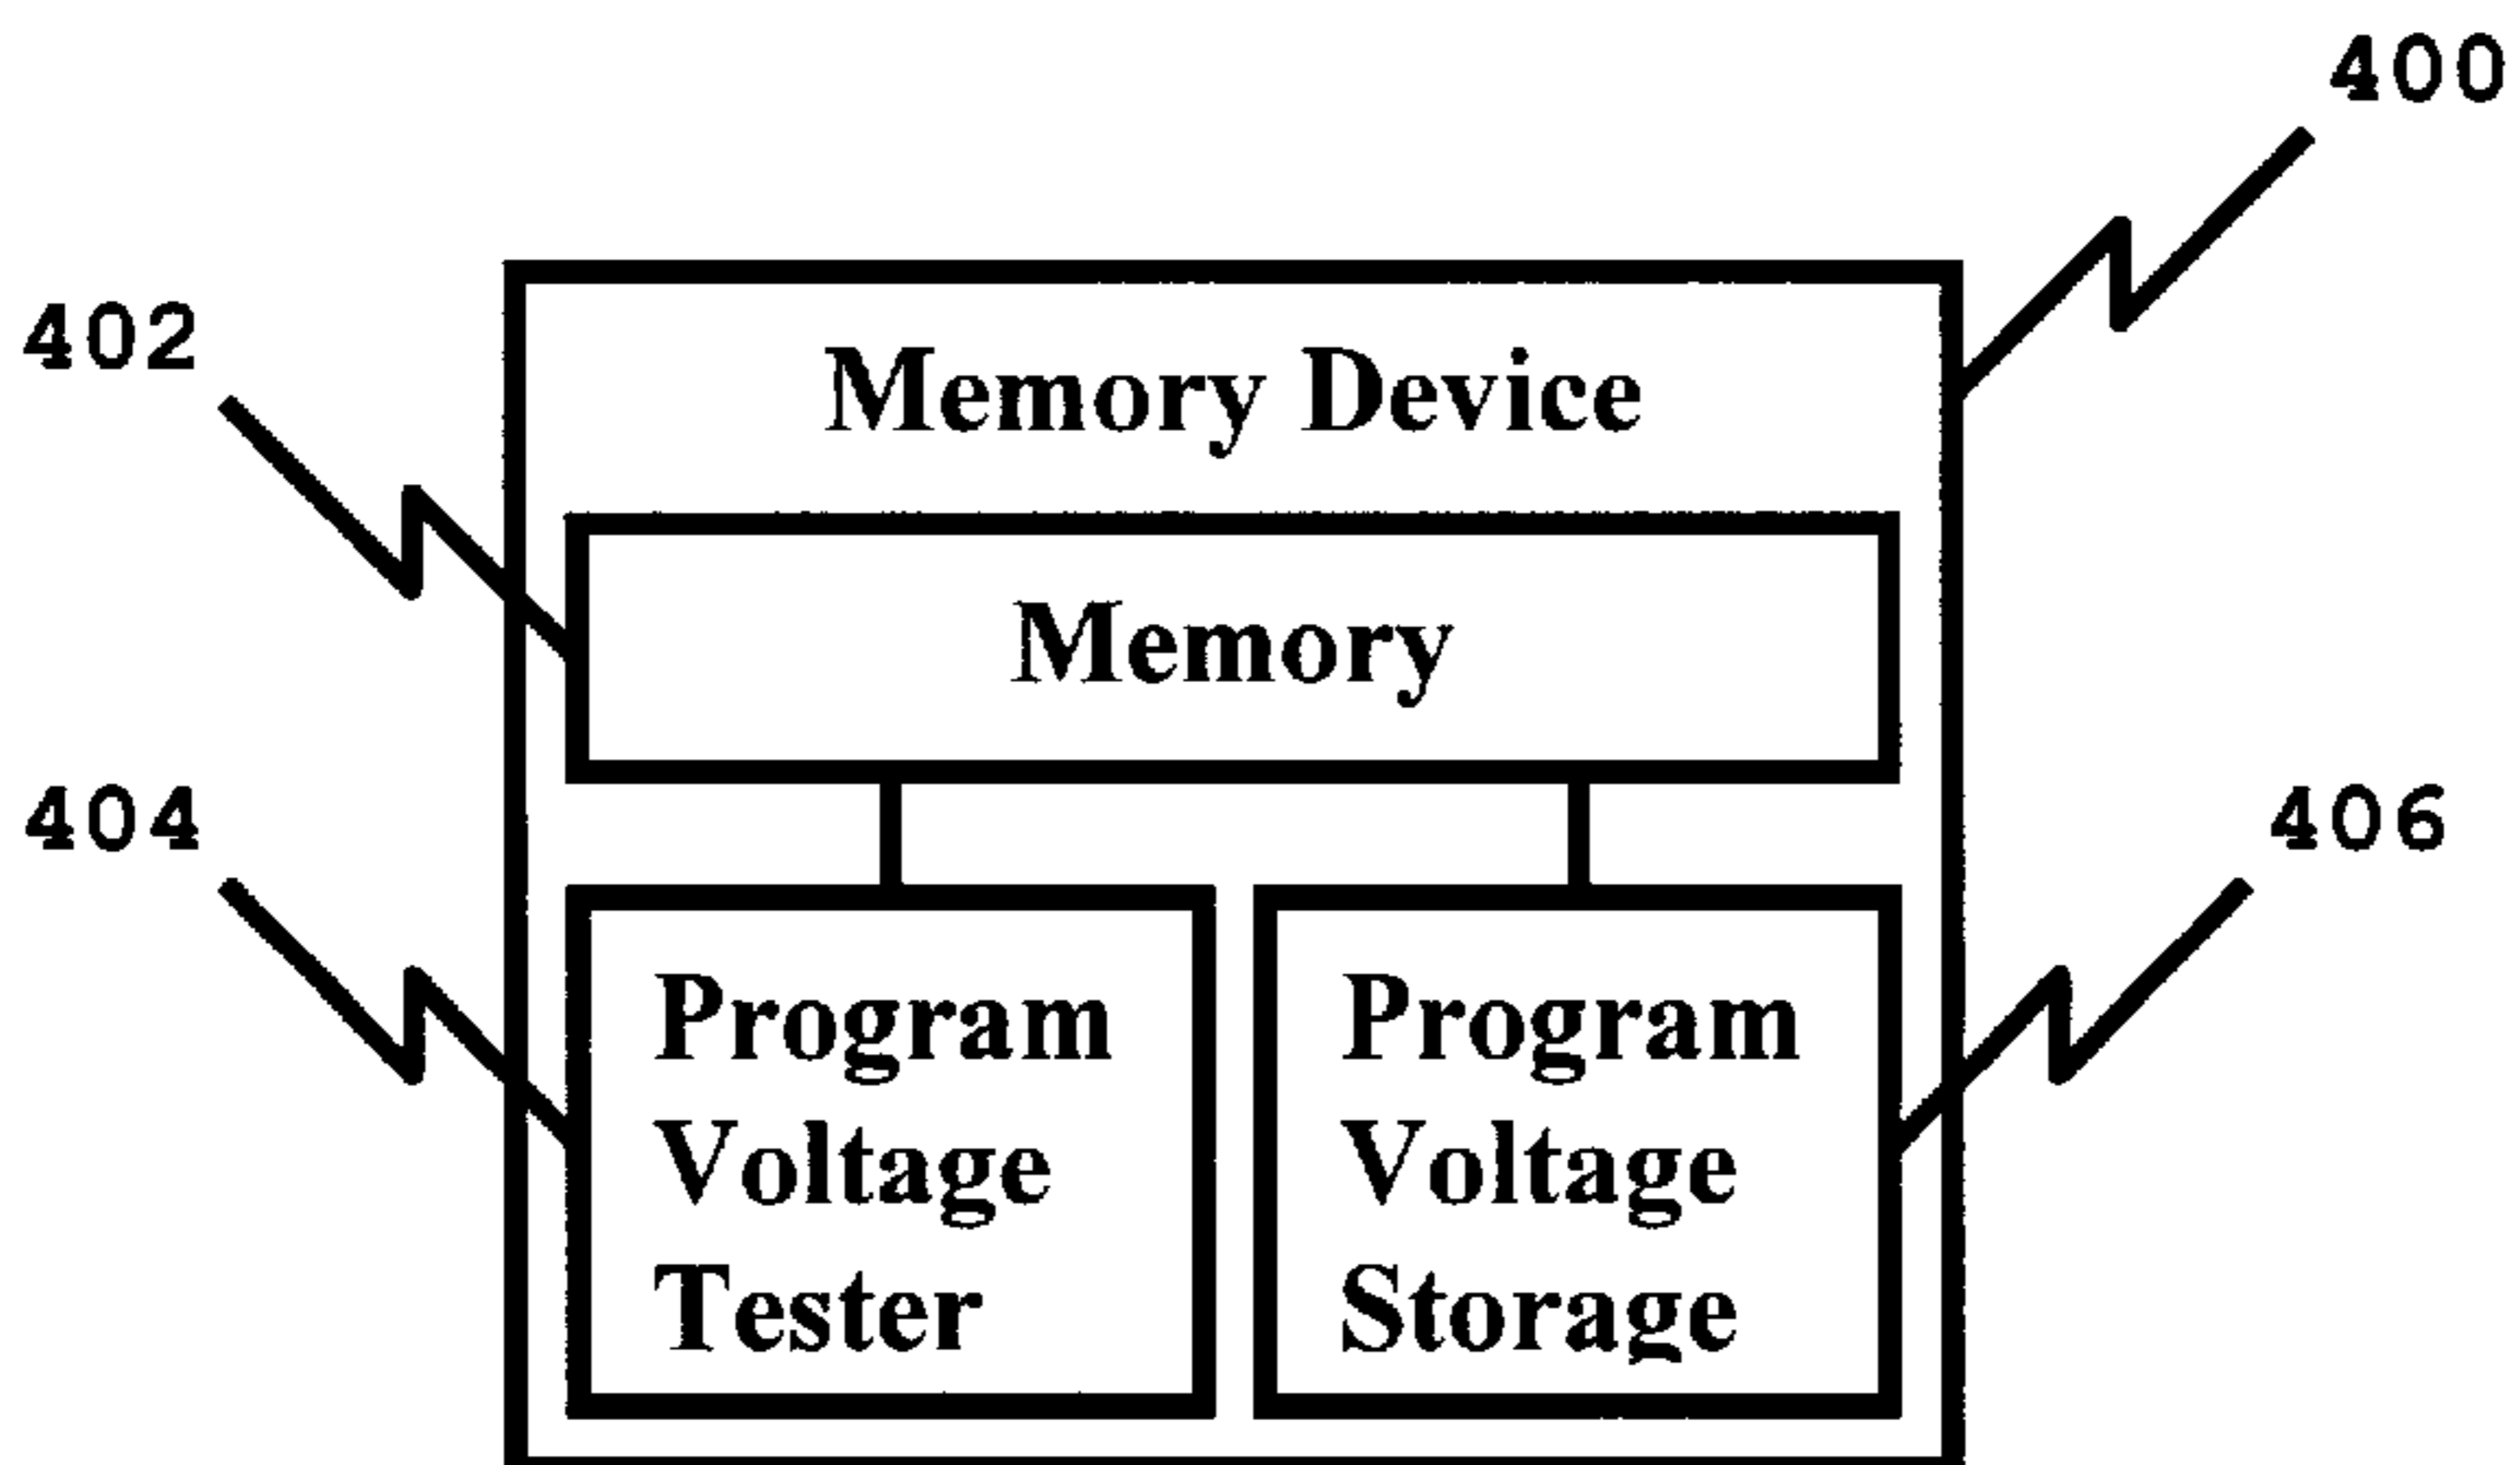 400
402
Memory Device
Memory
404
406
Program
Voltage
Tester
Program
Voltage
Storage